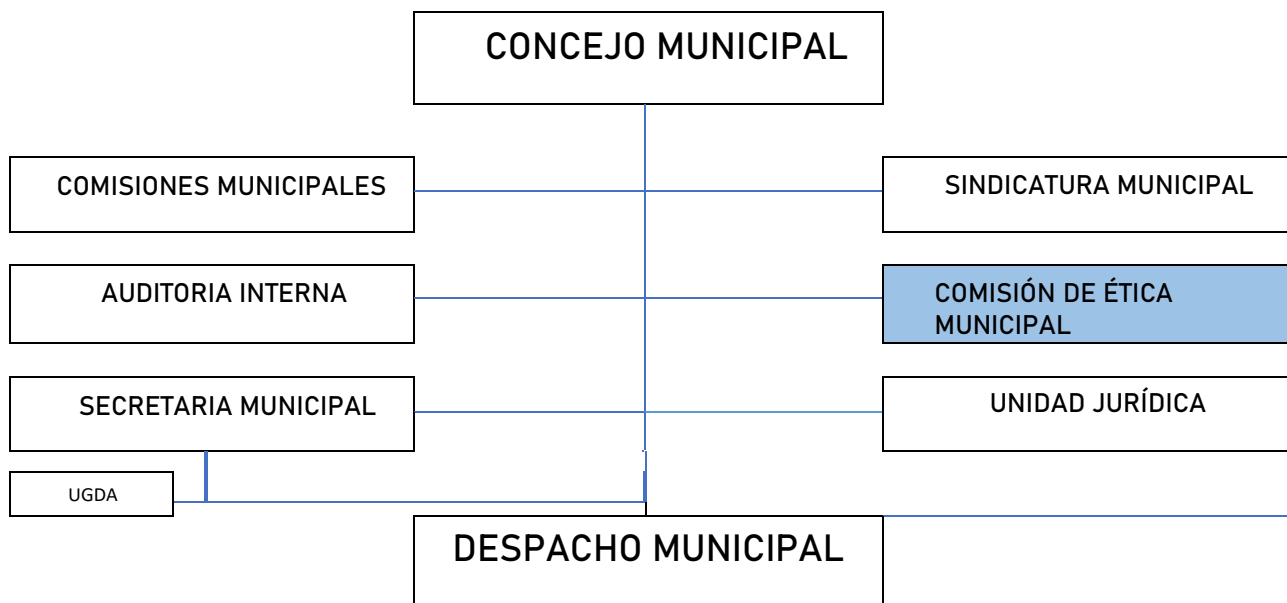 CONCEJO MUNICIPAL
COMISIONES MUNICIPALES
SINDICATURA MUNICIPAL
AUDITORIA INTERNA
COMISIÓN DE ÉTICA
MUNICIPAL
SECRETARIA MUNICIPAL
UNIDAD JURÍDICA
UGDA
DESPACHO MUNICIPAL